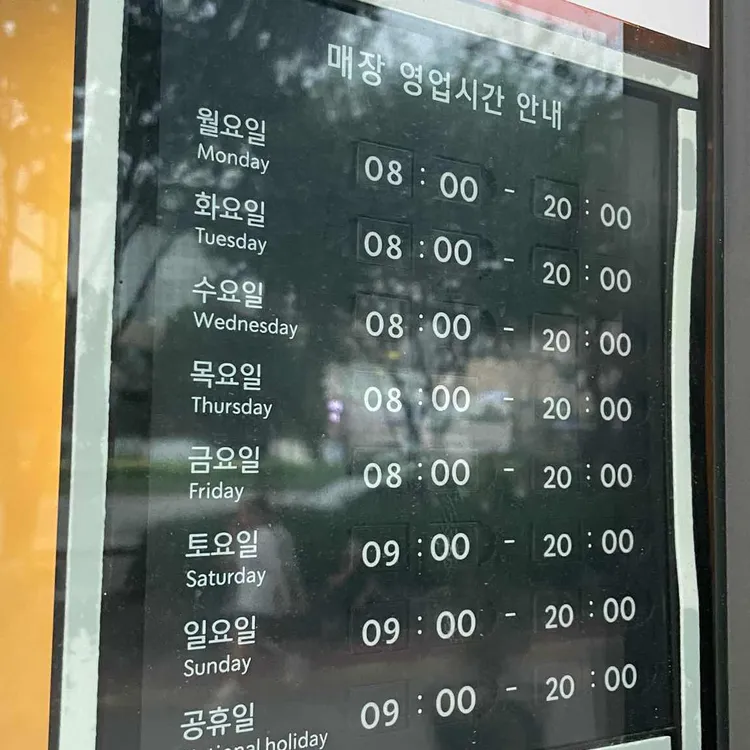 매장 영업시간 안내
월요일 08 : 00 - 20 : 00
Monday
화요일 08 : 00 - 20 : 00
Tuesday
수요일 08 : 00 - 20 : 00
Wednesday
목요일 08 : 00 - 20 : 00
Thursday
금요일 08 : 00 - 20 : 00
Friday
토요일 09 : 00 - 20 : 00
Saturday
일요일 09 : 00 - 20 : 00
Sunday
공휴일 09 : 00 - 20 : 00
holiday